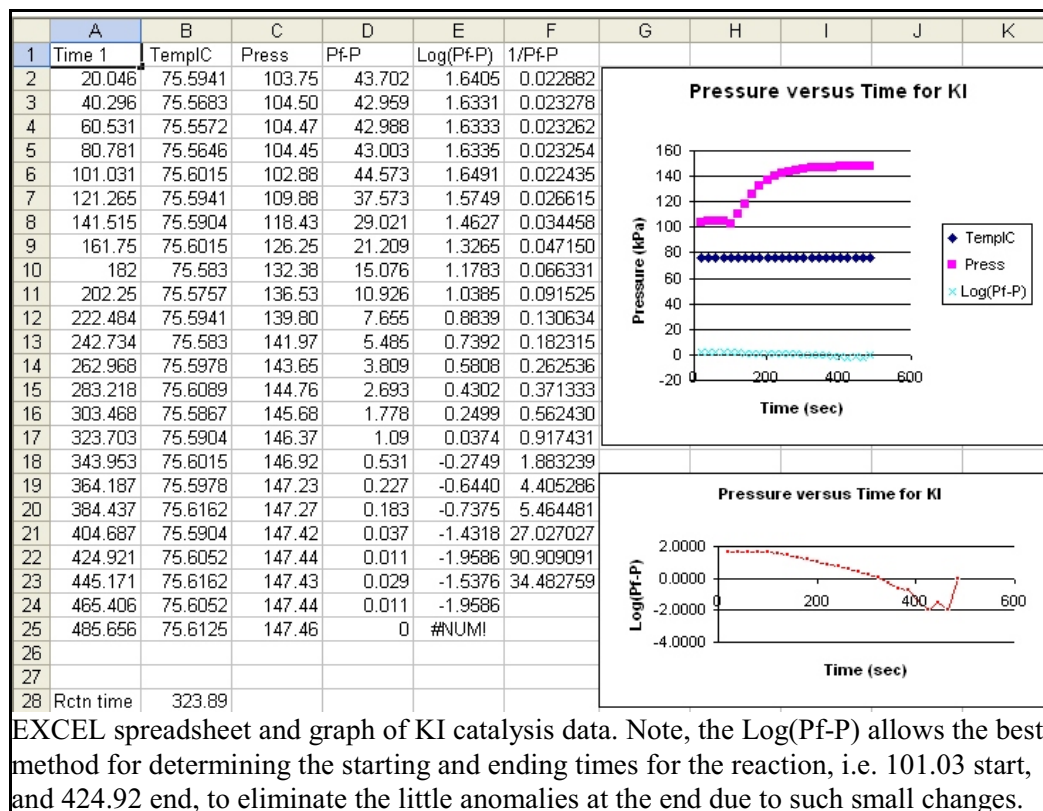 A B C D E F G H I J K
1 Time 1 TempIC Press Pf-P Log(Pf-P) 1/Pf-P
2 20.046 75.5941 103.75 43.702 1.6405 0.022882
3 40.296 75.5683 104.50 42.959 1.6331 0.023278
4 60.531 75.5572 104.47 42.988 1.6333 0.023262
5 80.781 75.5646 104.45 43.003 1.6335 0.023254
6 101.031 75.6015 102.88 44.573 1.6491 0.022435
7 121.265 75.5941 109.88 37.573 1.5749 0.026615
8 141.515 75.5904 118.43 29.021 1.4627 0.034458
9 161.75 75.6015 126.25 21.209 1.3265 0.047150
10 182 75.583 132.38 15.076 1.1783 0.066331
11 202.25 75.5757 136.53 10.926 1.0385 0.091525
12 222.484 75.5941 139.80 7.655 0.8839 0.130634
13 242.734 75.583 141.97 5.485 0.7392 0.182315
14 262.968 75.5978 143.65 3.809 0.5808 0.262536
15 283.218 75.6089 144.76 2.693 0.4302 0.371333
16 303.468 75.5867 145.68 1.778 0.2499 0.562430
17 323.703 75.5904 146.37 1.09 0.0374 0.917431
18 343.953 75.6015 146.92 0.531 -0.2749 1.883239
19 364.187 75.5978 147.23 0.227 -0.6440 4.405286
20 384.437 75.6162 147.27 0.183 -0.7375 5.464481
21 404.687 75.5904 147.42 0.037 -1.4318 27.027027
22 424.921 75.6052 147.44 0.011 -1.9586 90.909091
23 445.171 75.6162 147.43 0.029 -1.5376 34.482759
24 465.406 75.6052 147.44 0.011 -1.9586
25 485.656 75.6125 147.46 0 #NUM!
26
27
28 Rctn time 323.89
Pressure versus Time for KI
160
140
120
100
80
60
40
20
0
-20
0 200 400 600
Pressure (kPa)
Time (sec)
TempIC
Press
Log(Pf-P)
Pressure versus Time for KI
2.0000
0.0000
-2.0000
-4.0000
0 200 400 600
Log(Pf-P)
Time (sec)
EXCEL spreadsheet and graph of KI catalysis data. Note, the Log(Pf-P) allows the best
method for determining the starting and ending times for the reaction, i.e. 101.03 start,
and 424.92 end, to eliminate the little anomalies at the end due to such small changes.